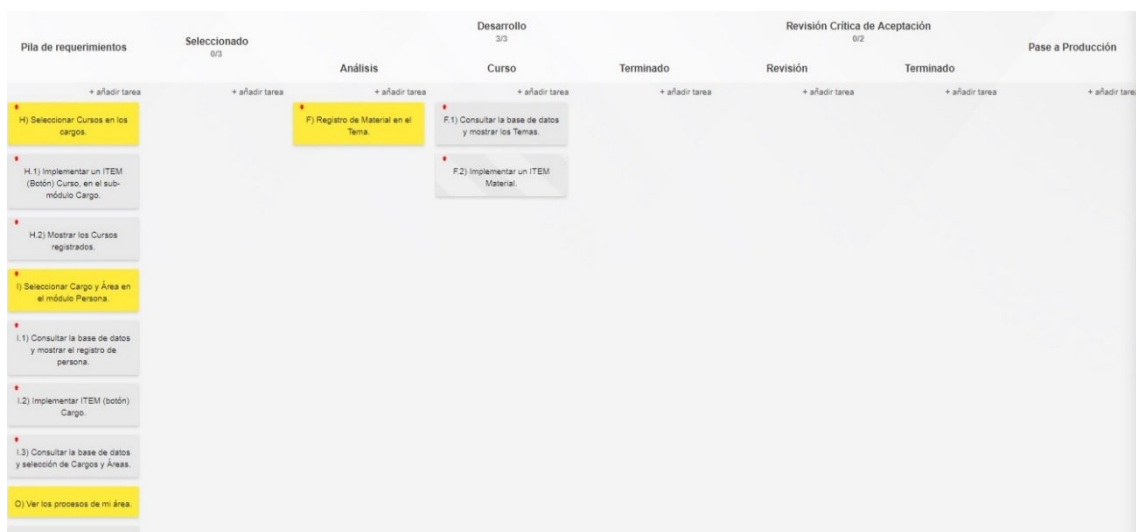 Pila de requerimientos
Seleccionado
0/3
Desarrollo
3/3
Análisis
Curso
Terminado
Revisión Crítica de Aceptación
0/2
Revisión
Terminado
Pase a Producción
+ añadir tarea
+ añadir tarea
+ añadir tarea
+ añadir tarea
+ añadir tarea
+ añadir tarea
+ añadir tarea
+ añadir tarea
H) Seleccionar Cursos en los
cargos.
H.1) Implementar un ITEM
(Botón) Curso, en el sub-
módulo Cargo.
H.2) Mostrar los Cursos
registrados.
I) Seleccionar Cargo y Área en
el módulo Persona.
I.1) Consultar la base de datos
y mostrar el registro de
persona.
I.2) Implementar ITEM (botón)
Cargo.
I.3) Consultar la base de datos
y selección de Cargos y Áreas.
O) Ver los procesos de mi área.
F) Registro de Material en el
Tema.
F.1) Consultar la base de datos
y mostrar los Temas.
F.2) Implementar un ITEM
Material.